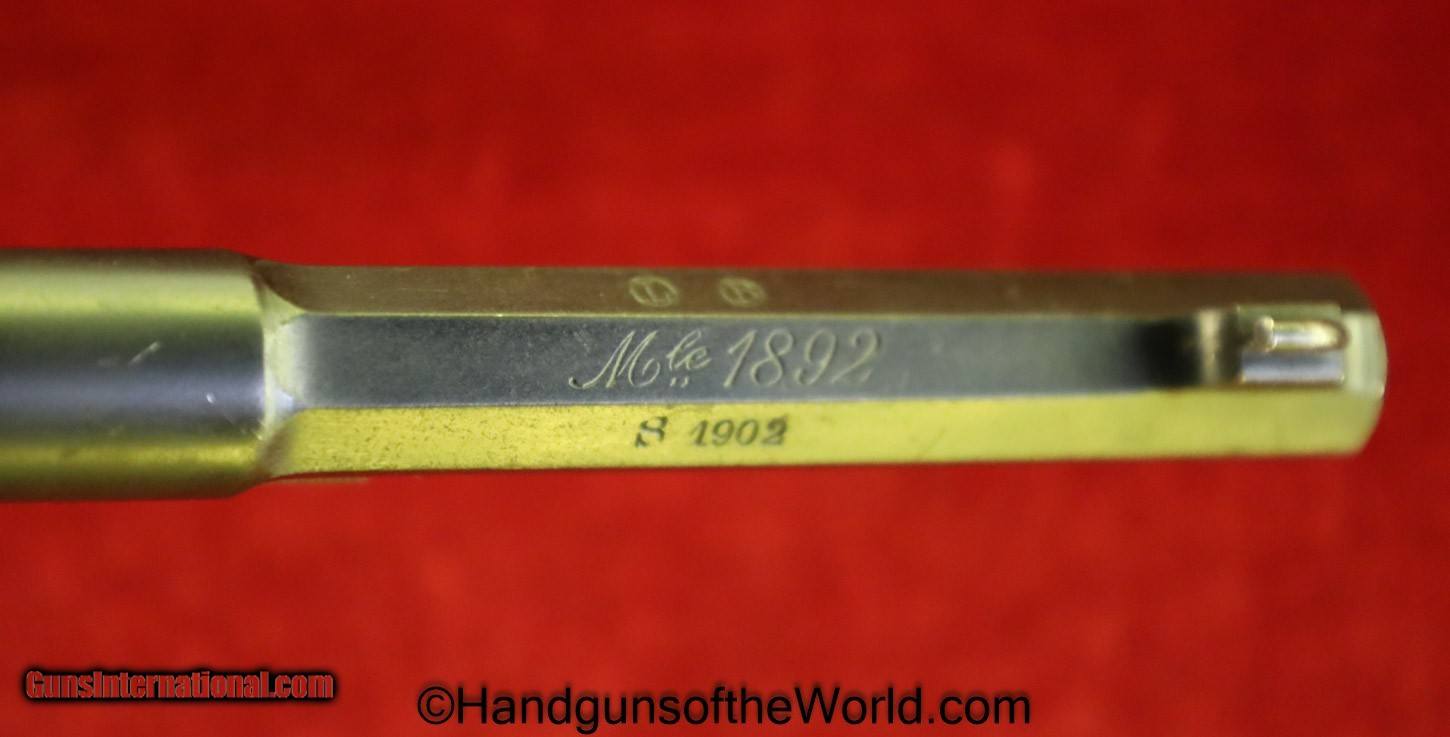 Mle 1892
S 1902
GunsInternational.com
©HandgunsoftheWorld.com